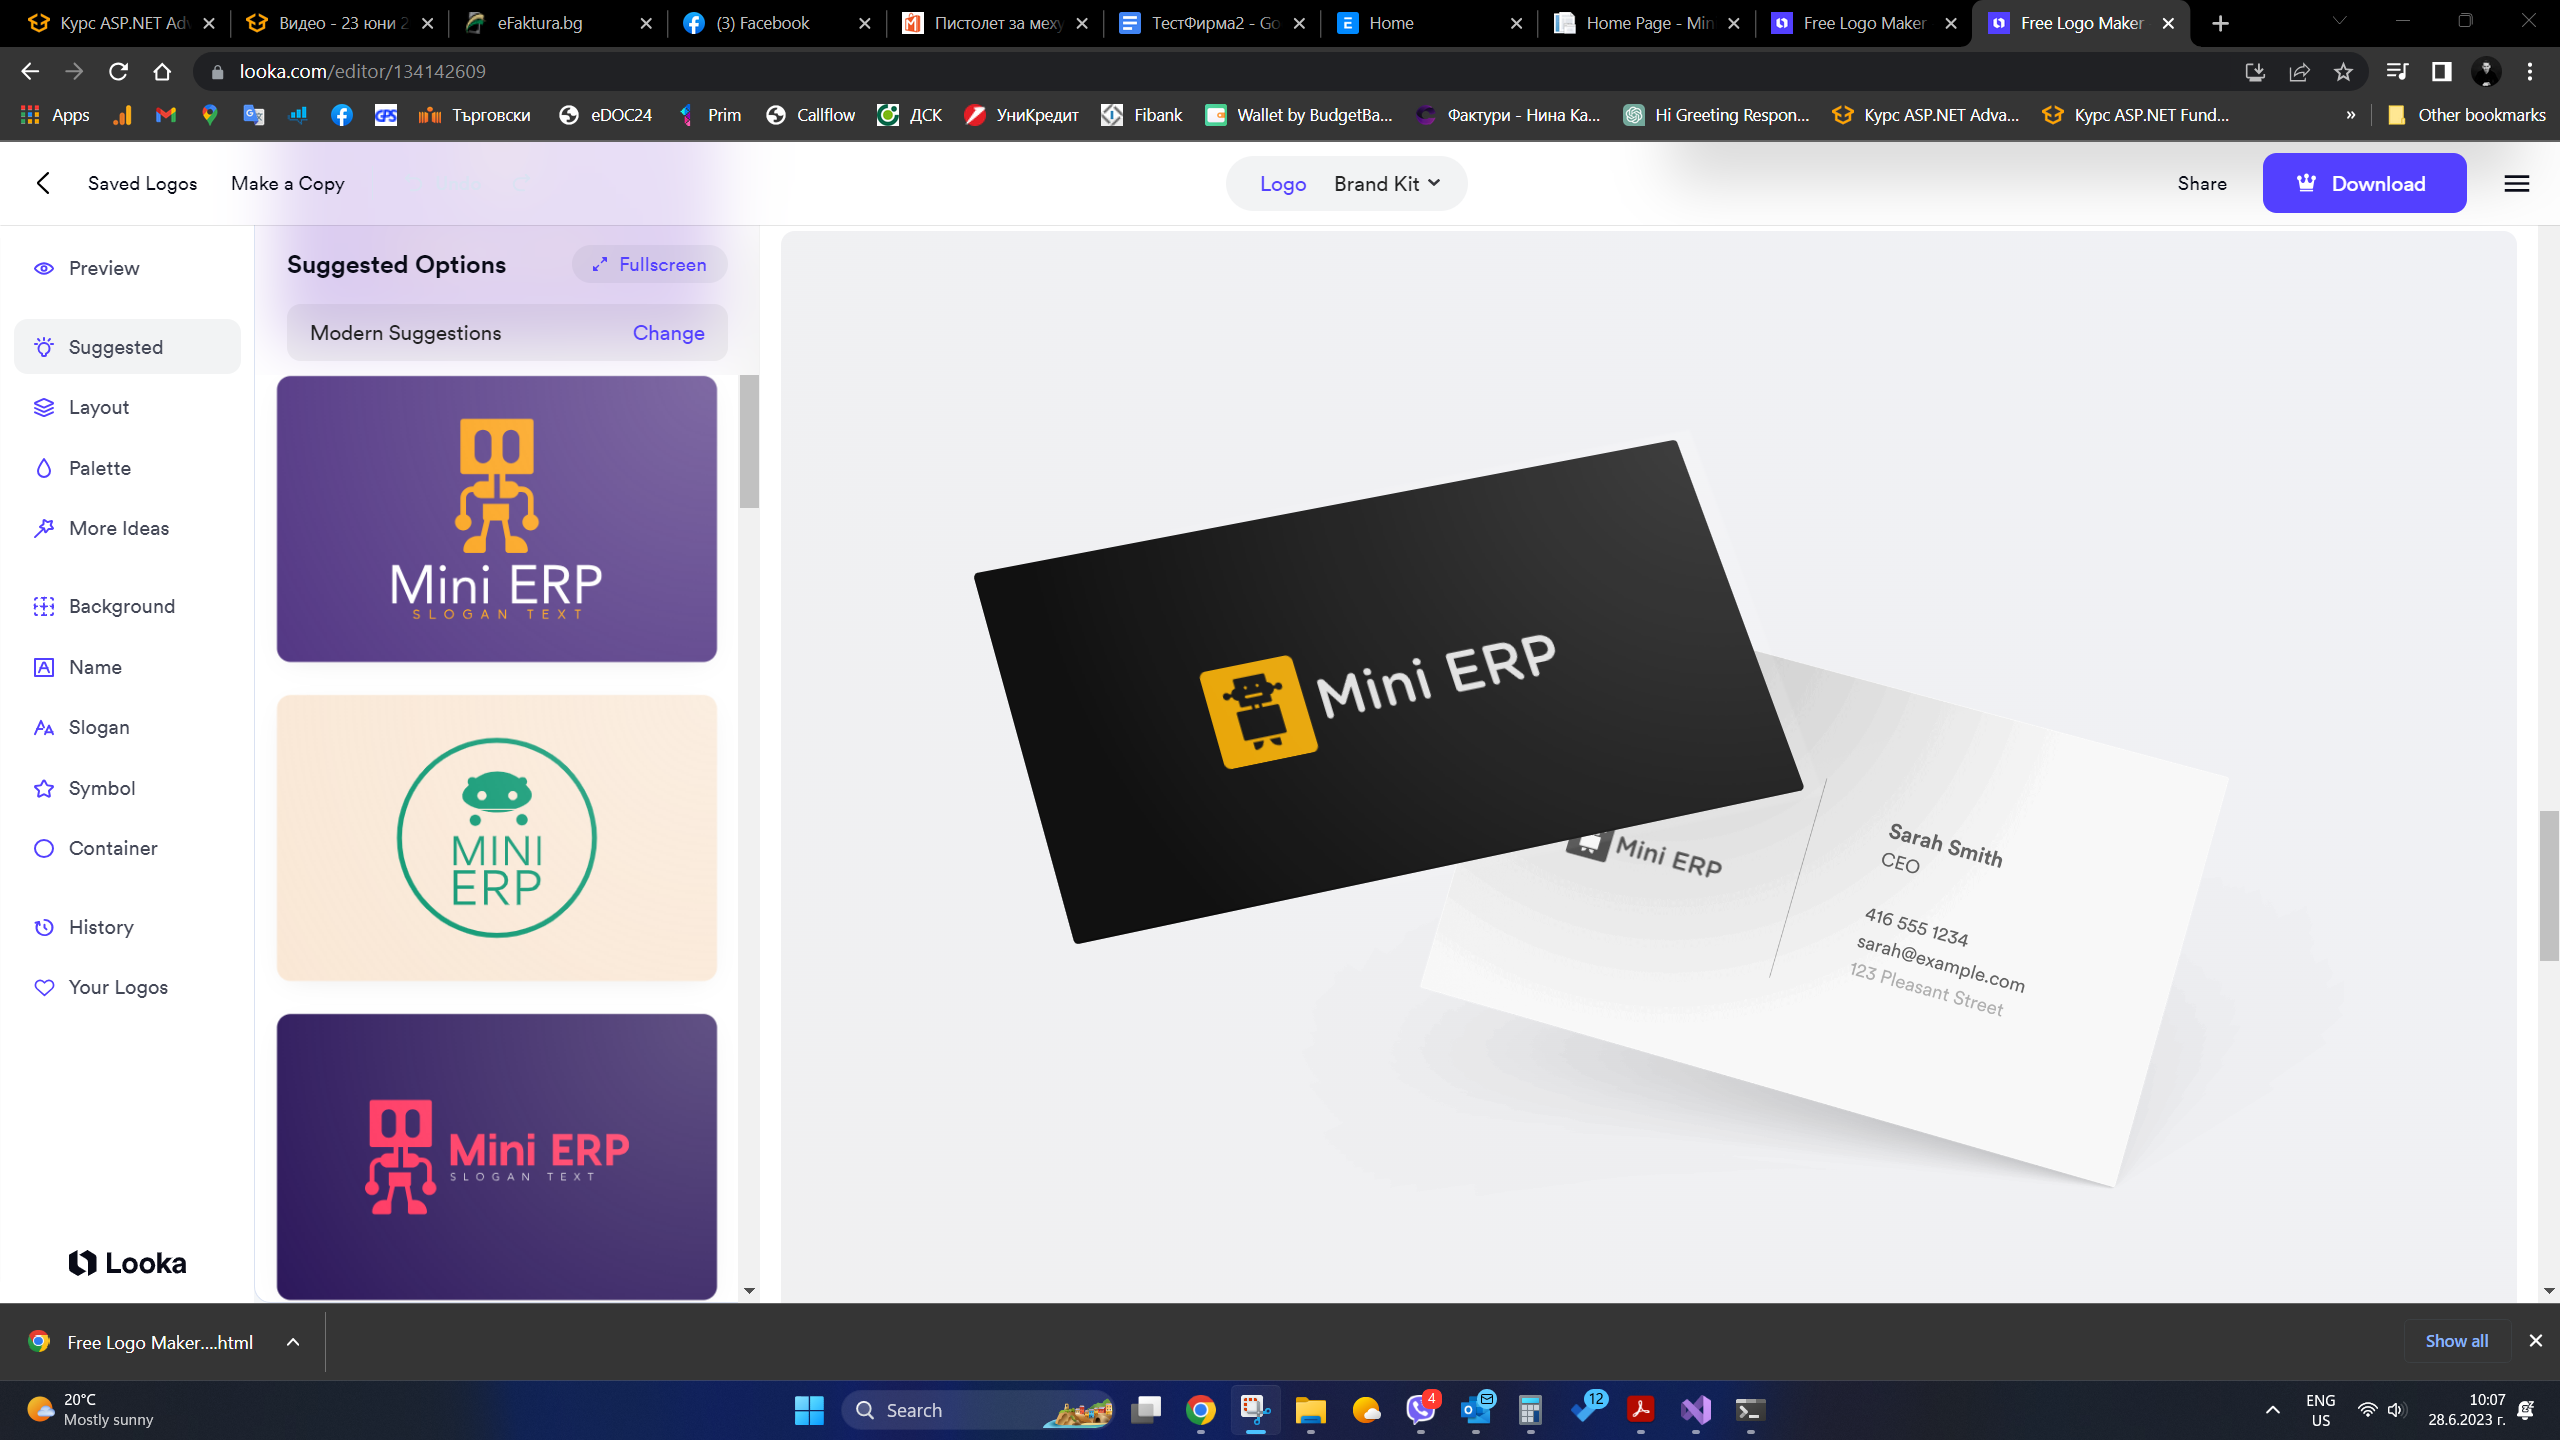 Курс ASP.NET Adv
Видео - 23 юни 2
eFaktura.bg
(3) Facebook
Пистолет за меху
ТестФирма2 - Go
Home
Home Page - Min
Free Logo Maker
Free Logo Maker
looka.com/editor/134142609
Apps
GPS
Търговски
eDOC24
Prim
Callflow
ДСК
УниКредит
Fibank
Wallet by BudgetBa...
Фактури - Нина Ка...
Hi Greeting Respon...
Курс ASP.NET Adva...
Курс ASP.NET Fund...
»
Other bookmarks
Saved Logos
Make a Copy
Logo
Brand Kit
Share
Download
Preview
Suggested
Layout
Palette
More Ideas
Background
Name
Slogan
Symbol
Container
History
Your Logos
Looka
Suggested Options
Fullscreen
Modern Suggestions
Change
Mini ERP
SLOGAN TEXT
MINI
ERP
Mini ERP
SLOGAN TEXT
Mini ERP
Mini ERP
Sarah Smith
CEO
416 555 1234
sarah@example.com
123 Pleasant Street
Free Logo Maker....html
Show all
20°C
Mostly sunny
Search
4
12
ENG
US
10:07
28.6.2023 г.